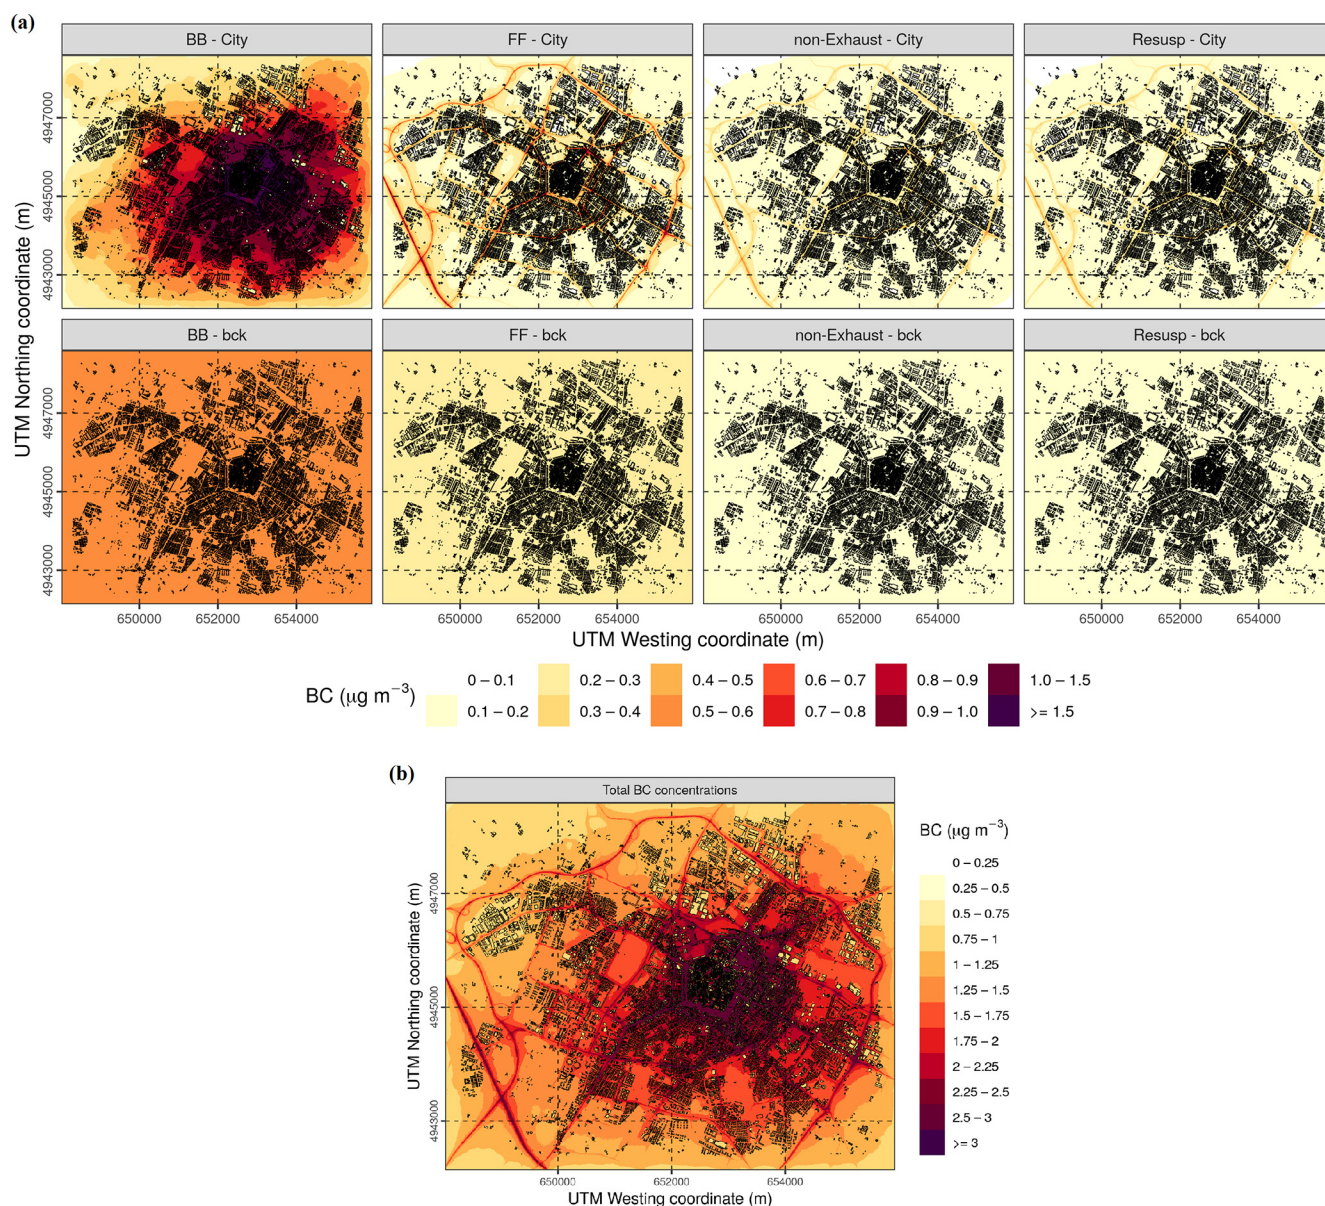 (a)
BB - City
FF - City
non-Exhaust - City
Resusp - City
4947000
4945000
4943000
UTM Northing coordinate (m)
BB - bck
FF - bck
non-Exhaust - bck
Resusp - bck
4947000
4945000
4943000
650000 652000 654000 650000 652000 654000 650000 652000 654000 650000 652000 654000
UTM Westing coordinate (m)
BC (μg m⁻³)
0 – 0.1 0.2 – 0.3 0.4 – 0.5 0.6 – 0.7 0.8 – 0.9 1.0 – 1.5
0.1 – 0.2 0.3 – 0.4 0.5 – 0.6 0.7 – 0.8 0.9 – 1.0 >= 1.5
(b)
Total BC concentrations
4947000
4945000
4943000
UTM Northing coordinate (m)
650000 652000 654000
UTM Westing coordinate (m)
BC (μg m⁻³)
0 – 0.25
0.25 – 0.5
0.5 – 0.75
0.75 – 1
1 – 1.25
1.25 – 1.5
1.5 – 1.75
1.75 – 2
2 – 2.25
2.25 – 2.5
2.5 – 3
>= 3